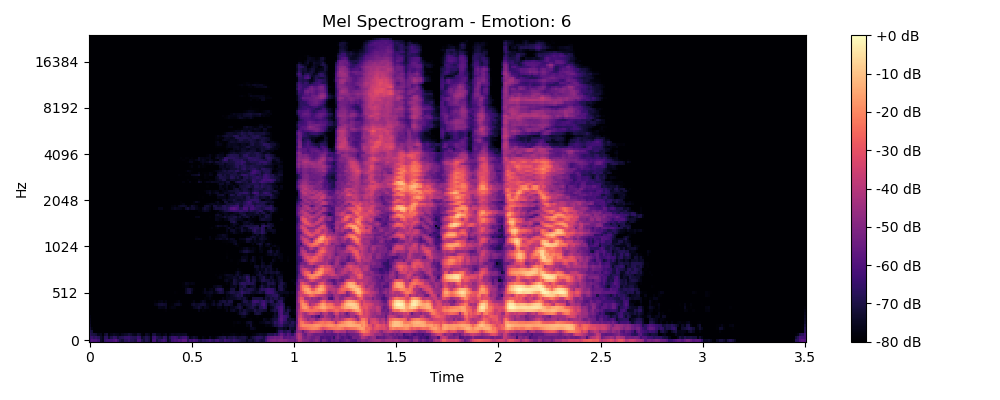 Mel Spectrogram - Emotion: 6
Hz
16384
8192
4096
2048
1024
512
0
0 0.5 1 1.5 2 2.5 3 3.5
Time
+0 dB
-10 dB
-20 dB
-30 dB
-40 dB
-50 dB
-60 dB
-70 dB
-80 dB